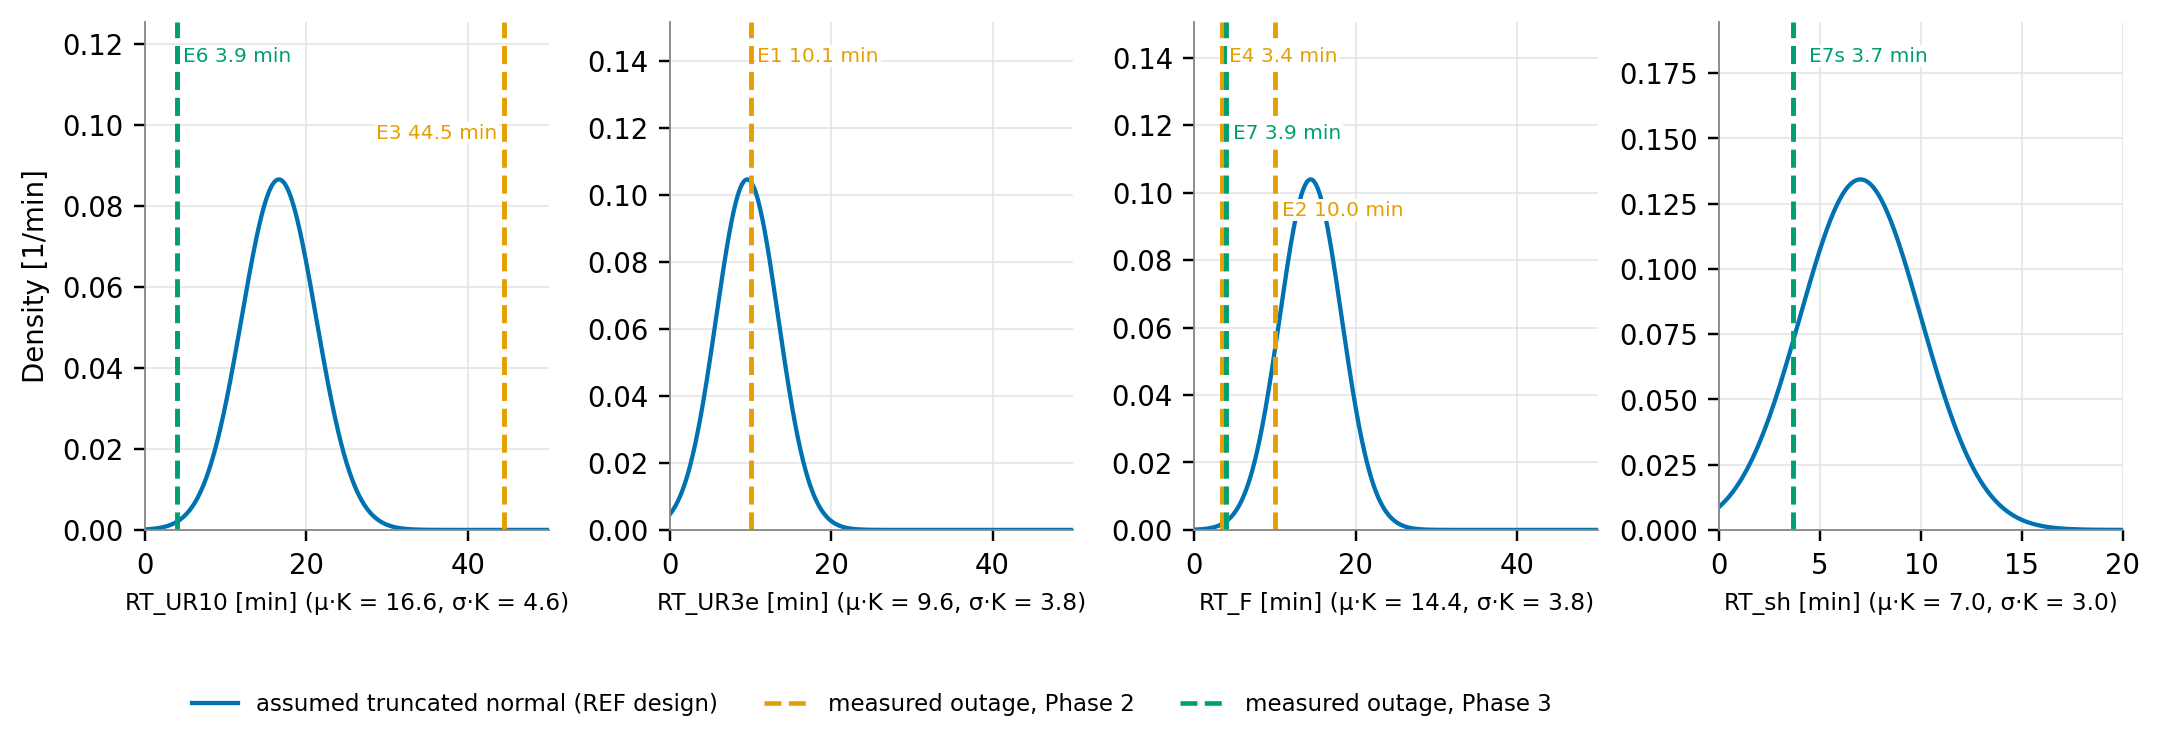 Density [1/min]
0.12
0.10
0.08
0.06
0.04
0.02
0.00
E6 3.9 min
E3 44.5 min
0 20 40
RT_UR10 [min] (μ·K = 16.6, σ·K = 4.6)
0.14
0.12
0.10
0.08
0.06
0.04
0.02
0.00
E1 10.1 min
0 20 40
RT_UR3e [min] (μ·K = 9.6, σ·K = 3.8)
0.14
0.12
0.10
0.08
0.06
0.04
0.02
0.00
E4 3.4 min
E7 3.9 min
E2 10.0 min
0 20 40
RT_F [min] (μ·K = 14.4, σ·K = 3.8)
0.175
0.150
0.125
0.100
0.075
0.050
0.025
0.000
E7s 3.7 min
0 5 10 15 20
RT_sh [min] (μ·K = 7.0, σ·K = 3.0)
assumed truncated normal (REF design) measured outage, Phase 2 measured outage, Phase 3